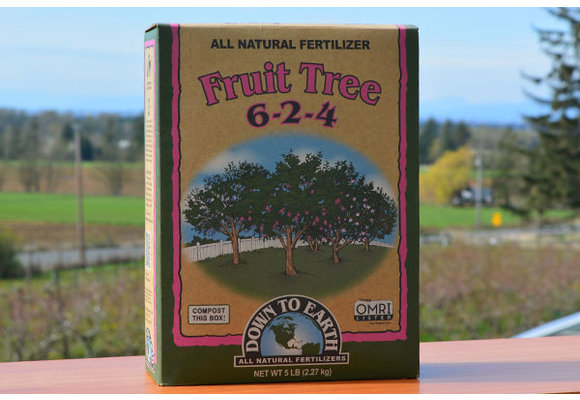 ALL NATURAL FERTILIZER
Fruit Tree
6-2-4
COMPOST
THIS BOX!
OMRI
LISTED
DOWN TO EARTH
ALL NATURAL FERTILIZERS
NET WT 5 LB (2.27 kg)